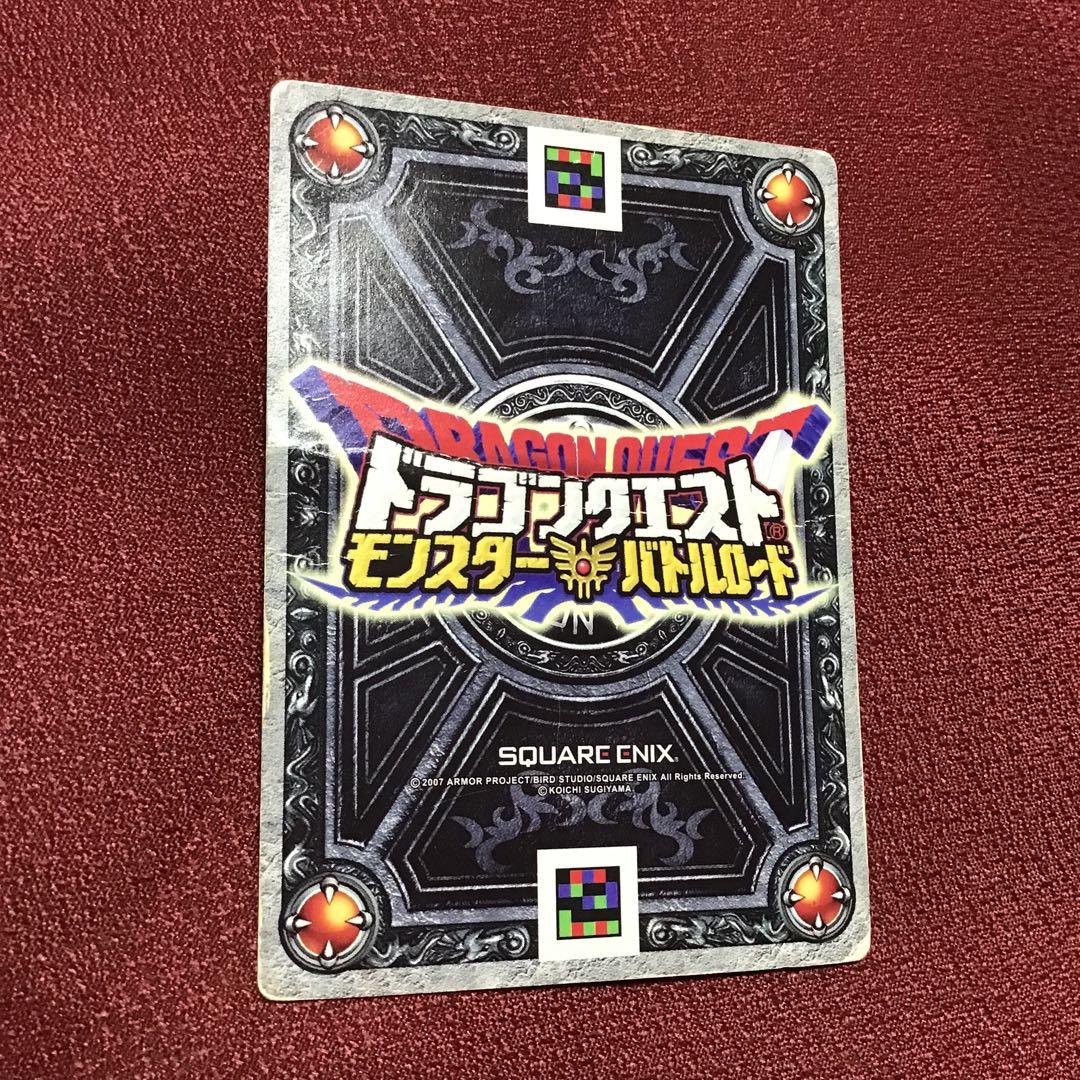 DRAGON QUEST
ドラゴンクエスト®
モンスターバトルロード
SQUARE ENIX.
© 2007 ARMOR PROJECT/BIRD STUDIO/SQUARE ENIX All Rights Reserved.
© KOICHI SUGIYAMA